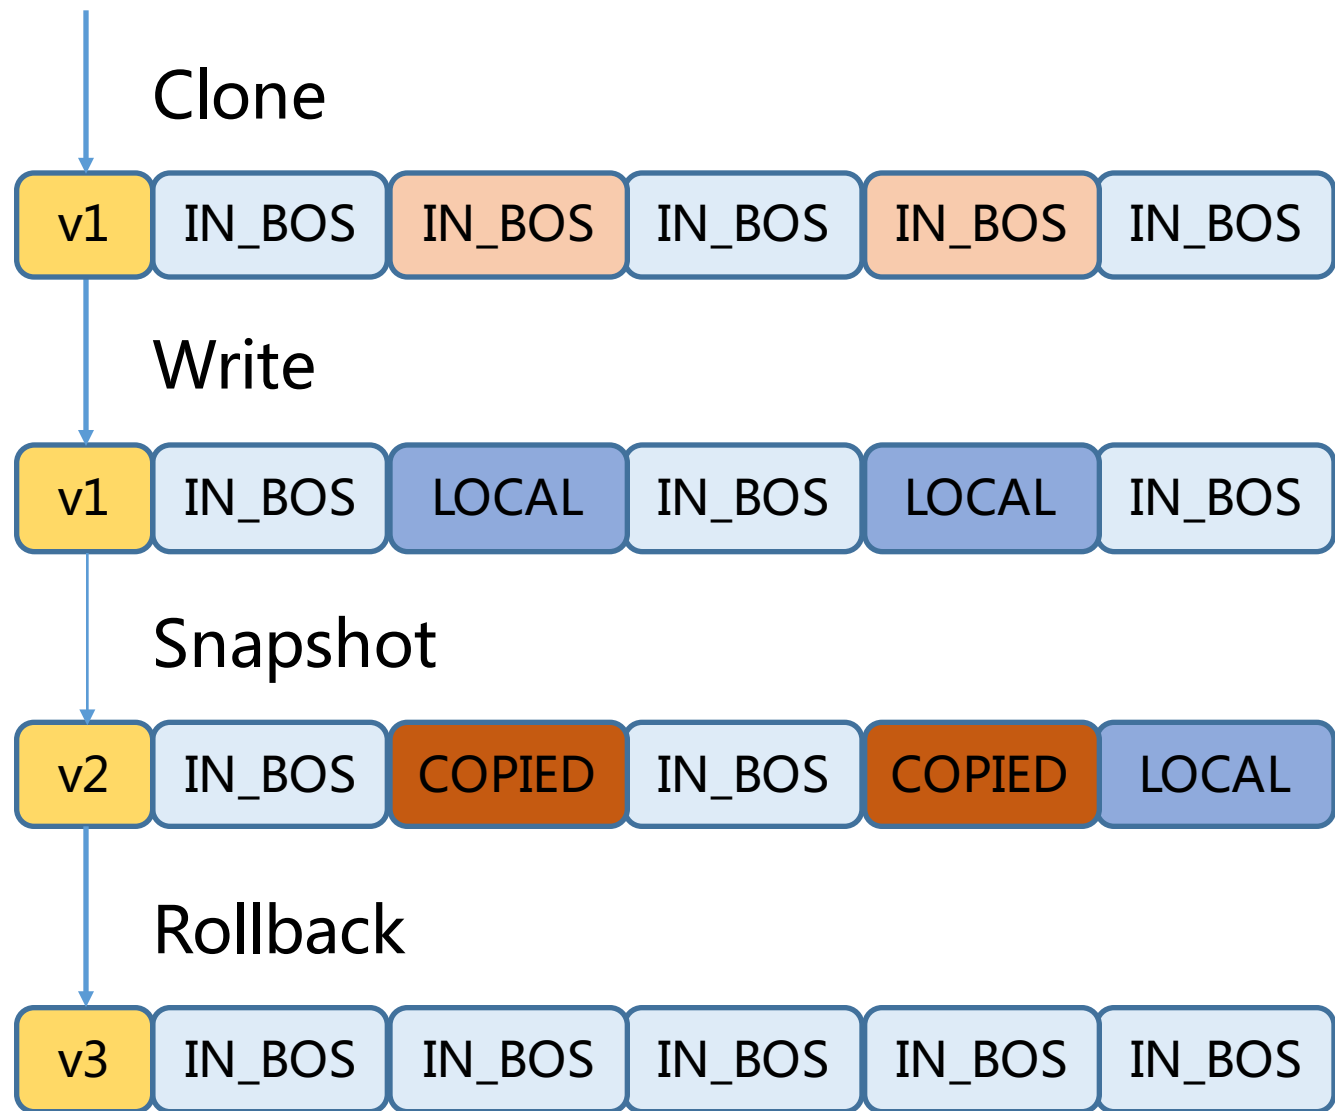 Clone
v1 IN_BOS IN_BOS IN_BOS IN_BOS IN_BOS
Write
v1 IN_BOS LOCAL IN_BOS LOCAL IN_BOS
Snapshot
v2 IN_BOS COPIED IN_BOS COPIED LOCAL
Rollback
v3 IN_BOS IN_BOS IN_BOS IN_BOS IN_BOS